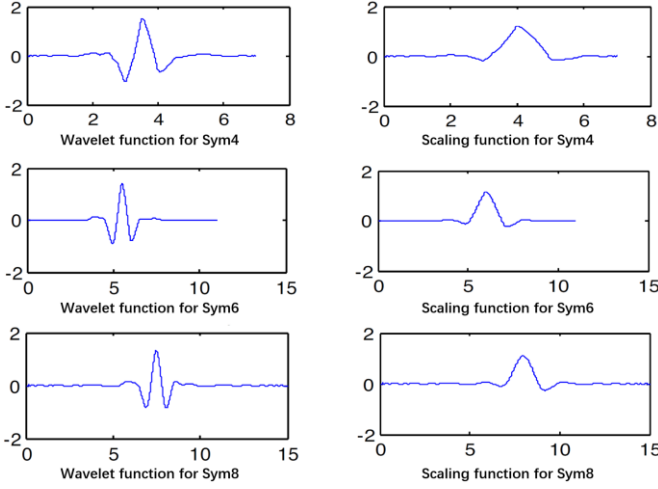 2
0
-2
0 2 4 6 8
Wavelet function for Sym4
2
0
-2
0 2 4 6 8
Scaling function for Sym4
2
0
-2
0 5 10 15
Wavelet function for Sym6
2
0
-2
0 5 10 15
Scaling function for Sym6
2
0
-2
0 5 10 15
Wavelet function for Sym8
2
0
-2
0 5 10 15
Scaling function for Sym8